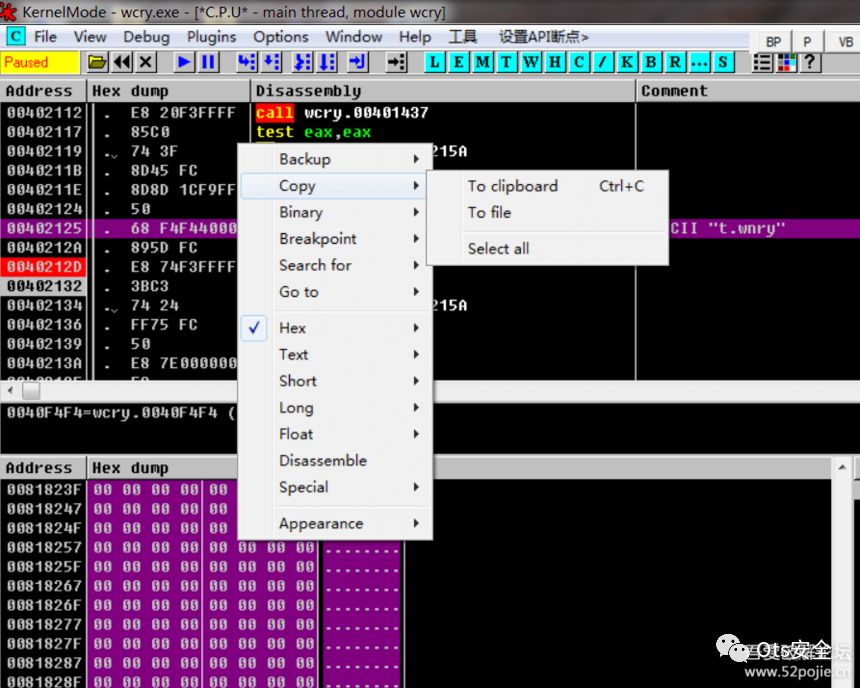 KernelMode - wcry.exe - [*C.P.U* - main thread, module wcry]
C File View Debug Plugins Options Window Help 工具 设置API断点> BP P VB
Paused L E M T W H C / K B R ... S ?
Address Hex dump Disassembly Comment
00402112 . E8 20F3FFFF call wcry.00401437
00402117 . 85C0 test eax,eax
00402119 . 74 3F 215A
0040211B . 8D45 FC
0040211E . 8D8D 1CF9FF
00402124 . 50
00402125 . 68 F4F44000 CII "t.wnry"
0040212A . 895D FC
0040212D . E8 74F3FFFF
00402132 . 3BC3
00402134 . 74 24 215A
00402136 . FF75 FC
00402139 . 50
0040213A . E8 7E000000
Backup
Copy
Binary
Breakpoint
Search for
Go to
Hex
Text
Short
Long
Float
Disassemble
Special
Appearance
To clipboard Ctrl+C
To file
Select all
0040F4F4=wcry.0040F4F4 (
Address Hex dump
0081823F 00 00 00 00 00
00818247 00 00 00 00 00
0081824F 00 00 00 00 00
00818257 00 00 00 00 00 00 00 00 ........
0081825F 00 00 00 00 00 00 00 00 ........
00818267 00 00 00 00 00 00 00 00 ........
0081826F 00 00 00 00 00 00 00 00 ........
00818277 00 00 00 00 00 00 00 00 ........
0081827F 00 00 00 00 00 00 00 00 ........
00818287 00 00 00 00 00 00 00 00 ........
0081828F 00 00 00 00 00 00 00 00 ........
Ots安全
www.52pojie.cn